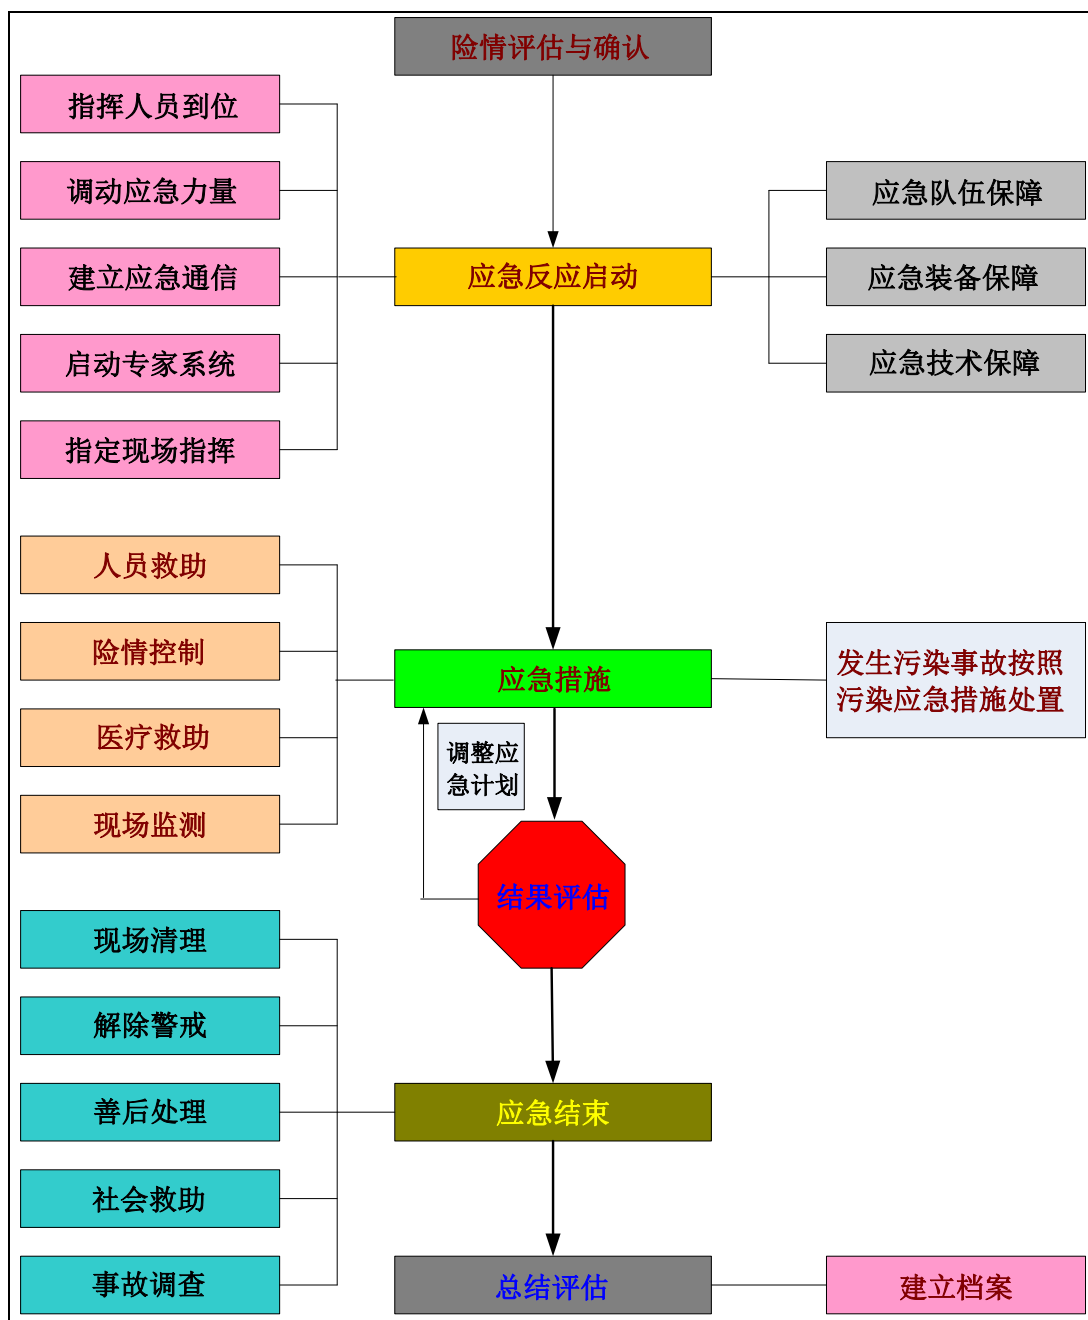 险情评估与确认
指挥人员到位
调动应急力量
应急队伍保障
建立应急通信
应急反应启动
应急装备保障
启动专家系统
应急技术保障
指定现场指挥
人员救助
险情控制
应急措施
发生污染事故按照
污染应急措施处置
医疗救助
调整应
急计划
现场监测
结果评估
现场清理
解除警戒
善后处理
应急结束
社会救助
事故调查
总结评估
建立档案